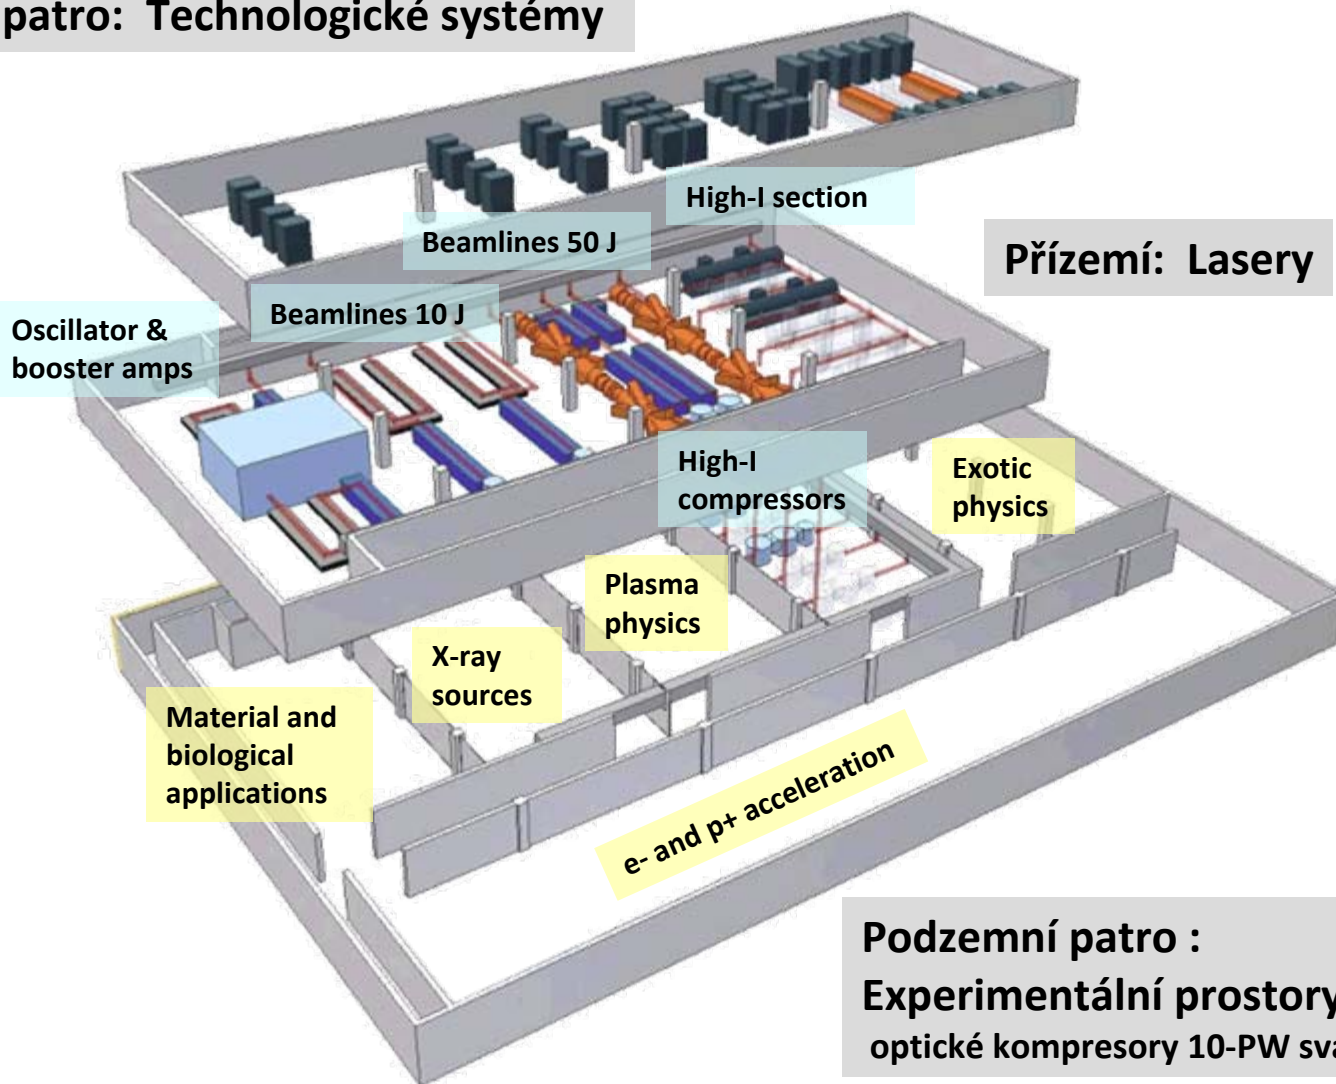 patro: Technologické systémy
High-I section
Beamlines 50 J
Přízemí: Lasery
Beamlines 10 J
Oscillator &
booster amps
High-I
compressors
Exotic
physics
Plasma
physics
X-ray
sources
Material and
biological
applications
e- and p+ acceleration
Podzemní patro :
Experimentální prostory
optické kompresory 10-PW